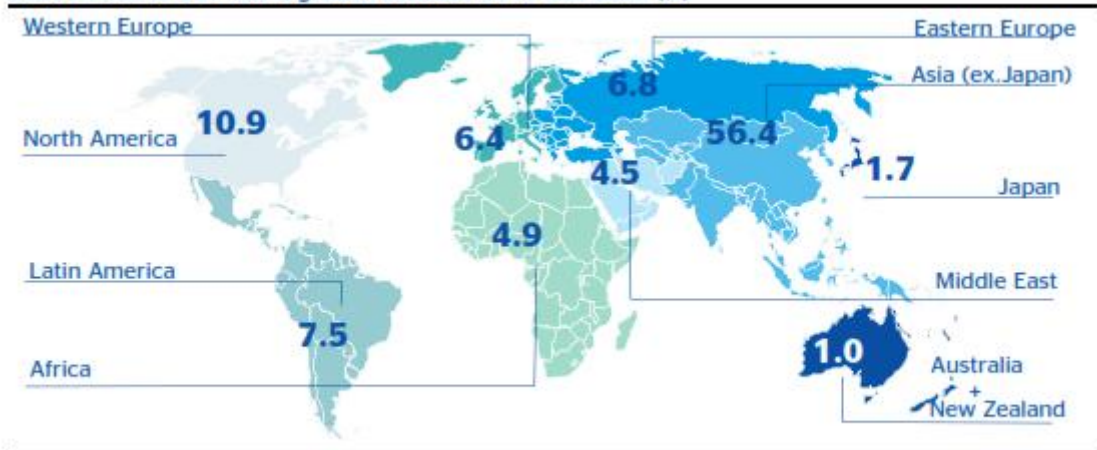 Western Europe
Eastern Europe
Asia (ex.Japan)
6.8
10.9
6.4
56.4
North America
4.5
1.7
Japan
4.9
Latin America
Middle East
7.5
1.0
Africa
Australia
+
New Zealand